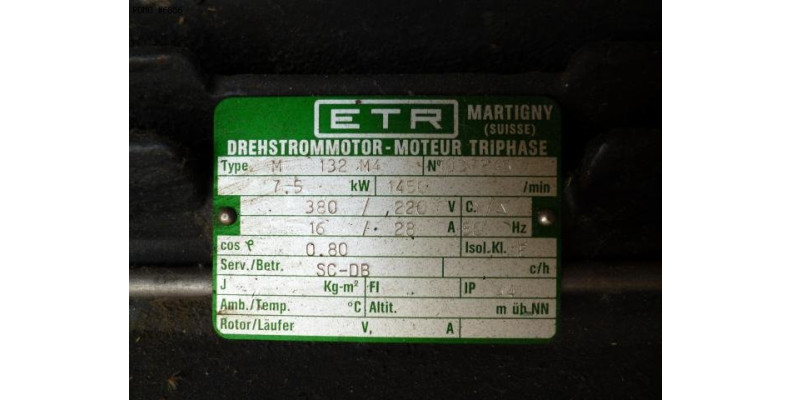 ETR MARTIGNY
(SUISSE)
DREHSTROMMOTOR - MOTEUR TRIPHASE
Type M 132 M4 N°
7.5 kW 1450 /min
380 / 220 V C.
16 / 28 A Hz
cos φ 0.80 Isol.Kl.
Serv./Betr. SC-DB c/h
J Kg-m² FI IP
Amb./Temp. °C Altit. m üb.NN
Rotor/Läufer V, A